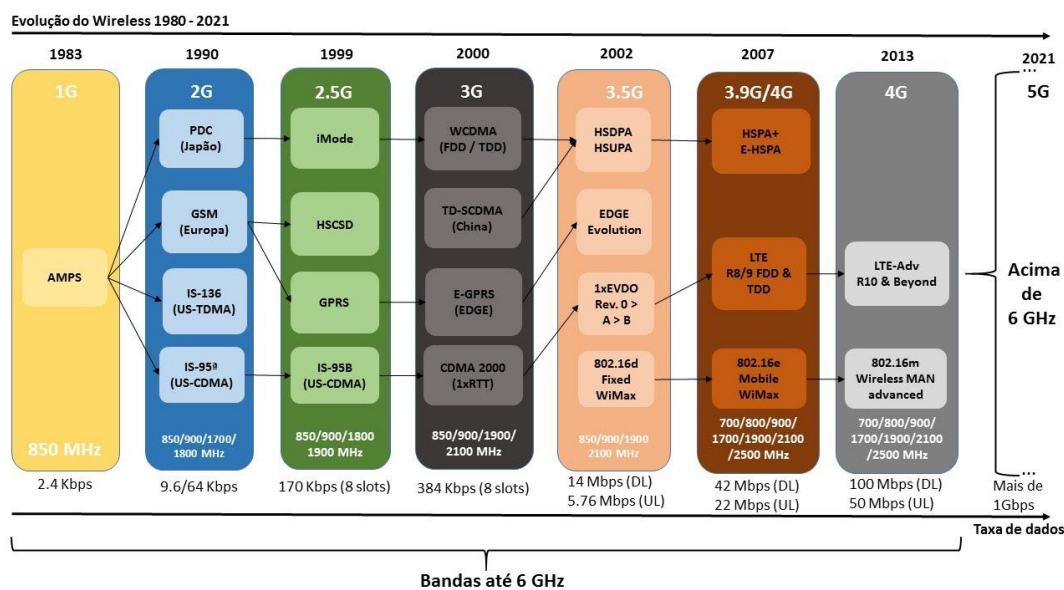 Evolução do Wireless 1980 - 2021
1983
1G
AMPS
850 MHz
2.4 Kbps
1990
2G
PDC
(Japão)
GSM
(Europa)
IS-136
(US-TDMA)
IS-95ª
(US-CDMA)
850/900/1700/
1800 MHz
9.6/64 Kbps
1999
2.5G
iMode
HSCSD
GPRS
IS-95B
(US-CDMA)
850/900/1800
1900 MHz
170 Kbps (8 slots)
2000
3G
WCDMA
(FDD / TDD)
TD-SCDMA
(China)
E-GPRS
(EDGE)
CDMA 2000
(1xRTT)
850/900/1900/
2100 MHz
384 Kbps (8 slots)
2002
3.5G
HSDPA
HSUPA
EDGE
Evolution
1xEVDO
Rev. 0 >
A > B
802.16d
Fixed
WiMax
850/900/1900
2100 MHz
14 Mbps (DL)
5.76 Mbps (UL)
2007
3.9G/4G
HSPA+
E-HSPA
LTE
R8/9 FDD &
TDD
802.16e
Mobile
WiMax
700/800/900/
1700/1900/2100
/2500 MHz
42 Mbps (DL)
22 Mbps (UL)
2013
4G
LTE-Adv
R10 & Beyond
802.16m
Wireless MAN
advanced
700/800/900/
1700/1900/2100
/2500 MHz
100 Mbps (DL)
50 Mbps (UL)
2021
...
5G
Acima
de
6 GHz
...
Mais de
1Gbps
Taxa de dados
Bandas até 6 GHz